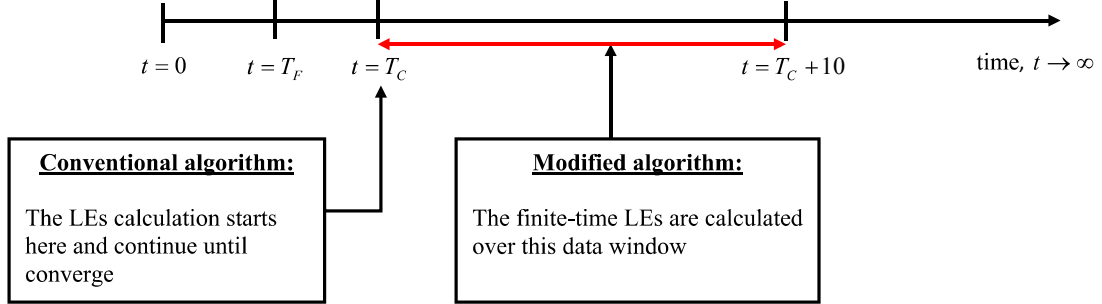 t = 0
t = T_F
t = T_C
t = T_C + 10
time, t → ∞
Conventional algorithm:
The LEs calculation starts
here and continue until
converge
Modified algorithm:
The finite-time LEs are calculated
over this data window